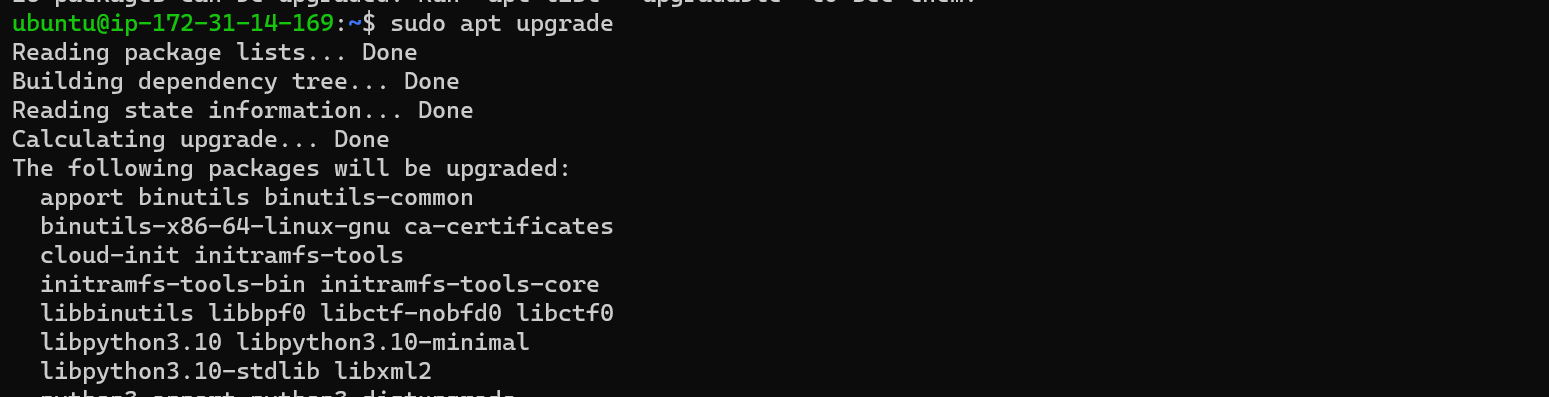 ubuntu@ip-172-31-14-169:~$ sudo apt upgrade
Reading package lists... Done
Building dependency tree... Done
Reading state information... Done
Calculating upgrade... Done
The following packages will be upgraded:
apport binutils binutils-common
binutils-x86-64-linux-gnu ca-certificates
cloud-init initramfs-tools
initramfs-tools-bin initramfs-tools-core
libbinutils libbpf0 libctf-nobfd0 libctf0
libpython3.10 libpython3.10-minimal
libpython3.10-stdlib libxml2